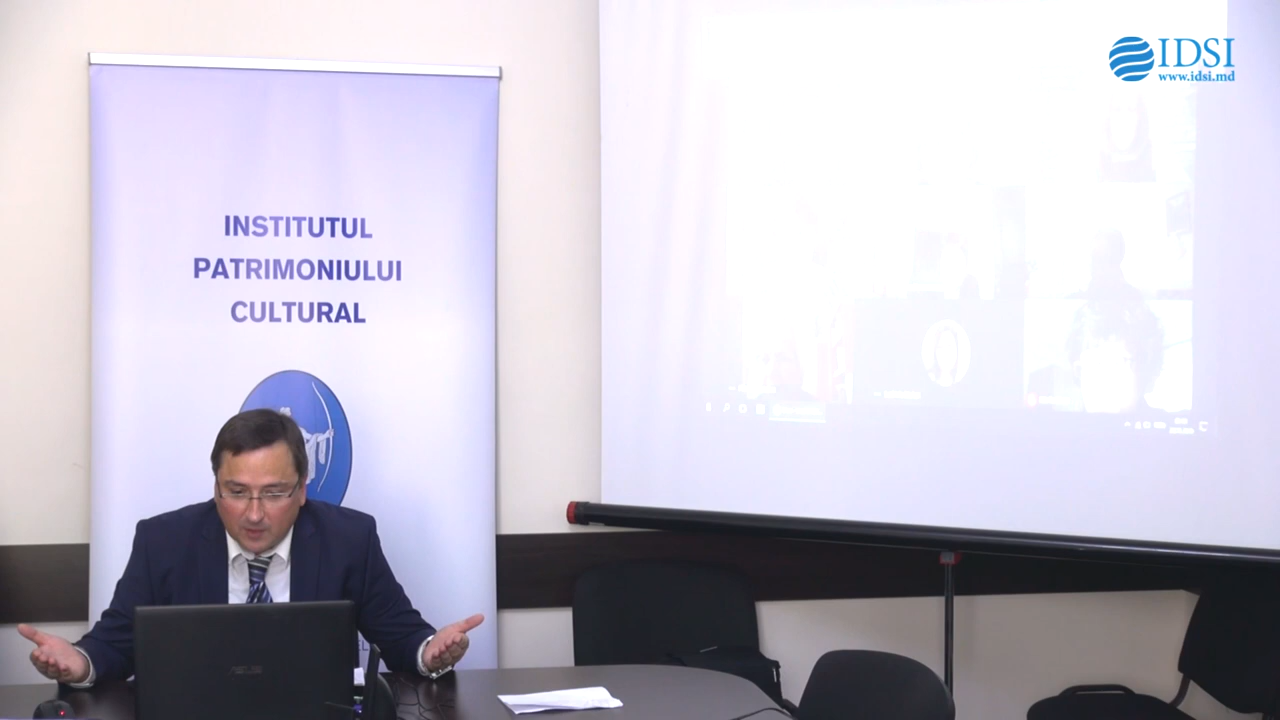 INSTITUTUL
PATRIMONIULUI
CULTURAL
IDSI
www.idsi.md